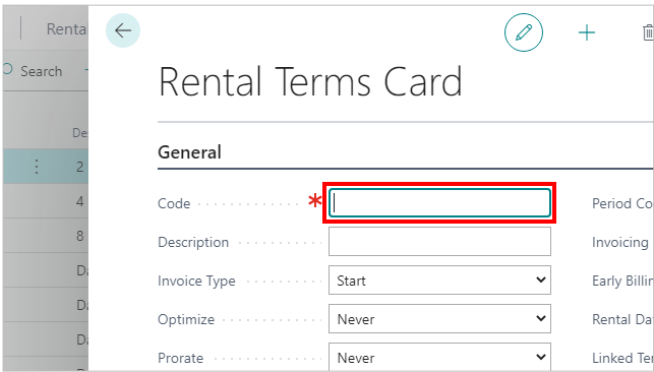 Renta
Search
De
2
4
8
Da
Da
Da
Rental Terms Card
General
Code
*
Period Co
Description
Invoicing
Invoice Type
Start
Early Billin
Optimize
Never
Rental Da
Prorate
Never
Linked Ter